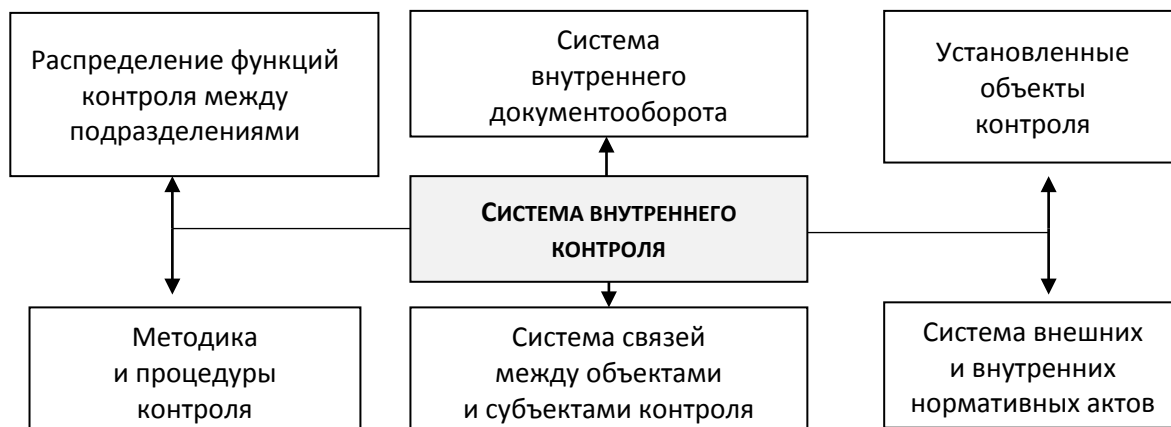 Распределение функций
контроля между
подразделениями
Система
внутреннего
документооборота
Установленные
объекты
контроля
СИСТЕМА ВНУТРЕННЕГО
КОНТРОЛЯ
Методика
и процедуры
контроля
Система связей
между объектами
и субъектами контроля
Система внешних
и внутренних
нормативных актов